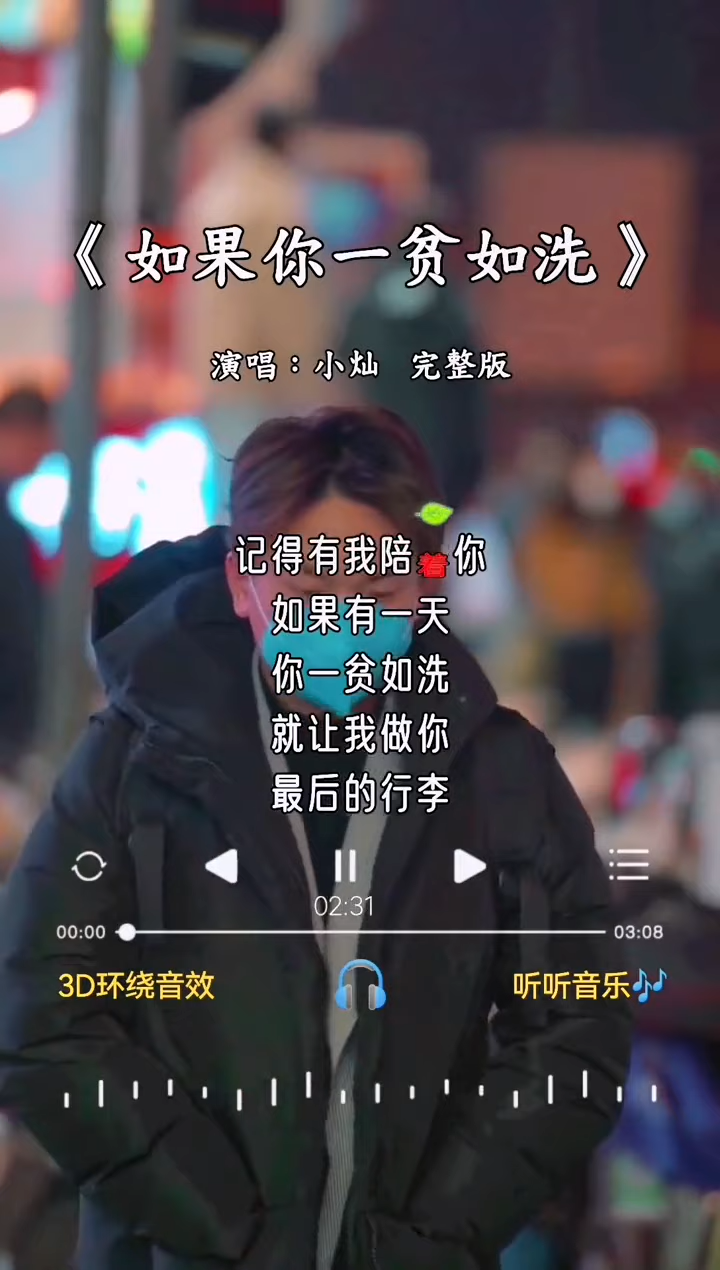 《如果你一贫如洗》
演唱：小灿 完整版
记得有我陪着你
如果有一天
你一贫如洗
就让我做你
最后的行李
02:31
00:00 03:08
3D环绕音效 听听音乐